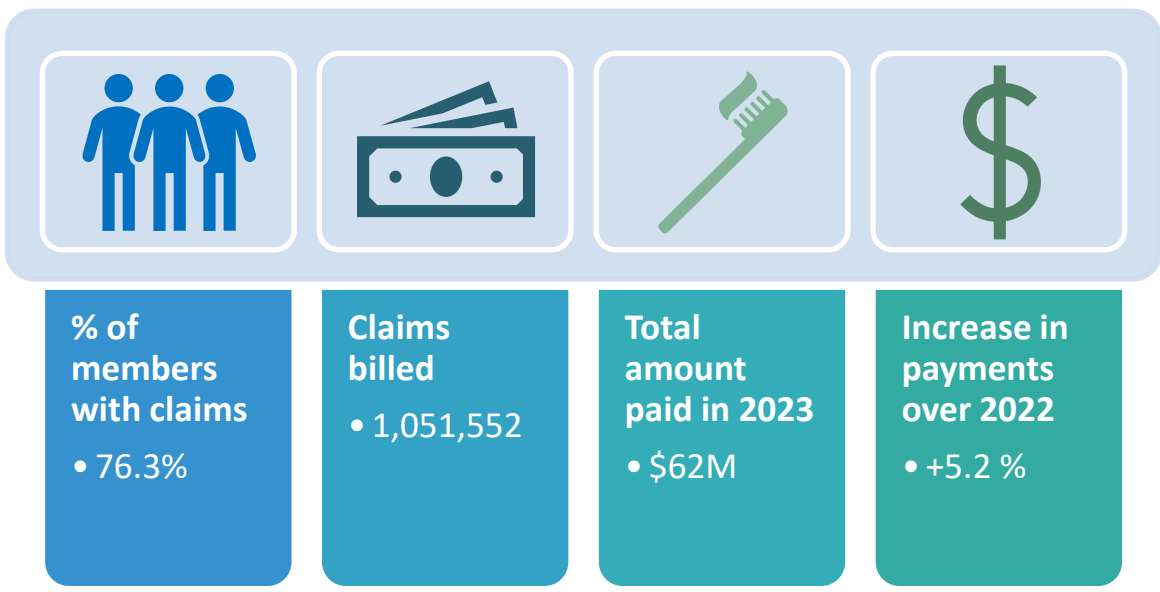 % of
members
with claims
• 76.3%
Claims
billed
• 1,051,552
Total
amount
paid in 2023
• $62M
Increase in
payments
over 2022
• +5.2 %